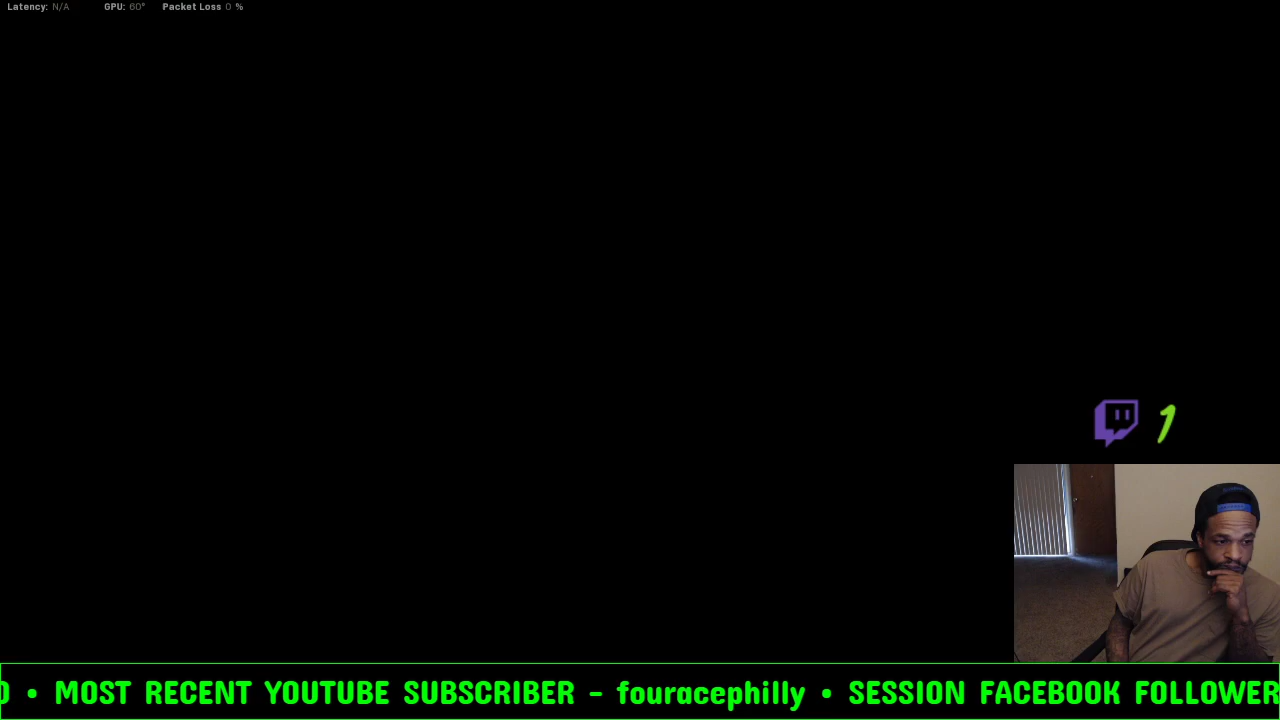 Latency: N/A GPU: 60° Packet Loss 0 %
1
• MOST RECENT YOUTUBE SUBSCRIBER - fouracephilly • SESSION FACEBOOK FOLLOWER